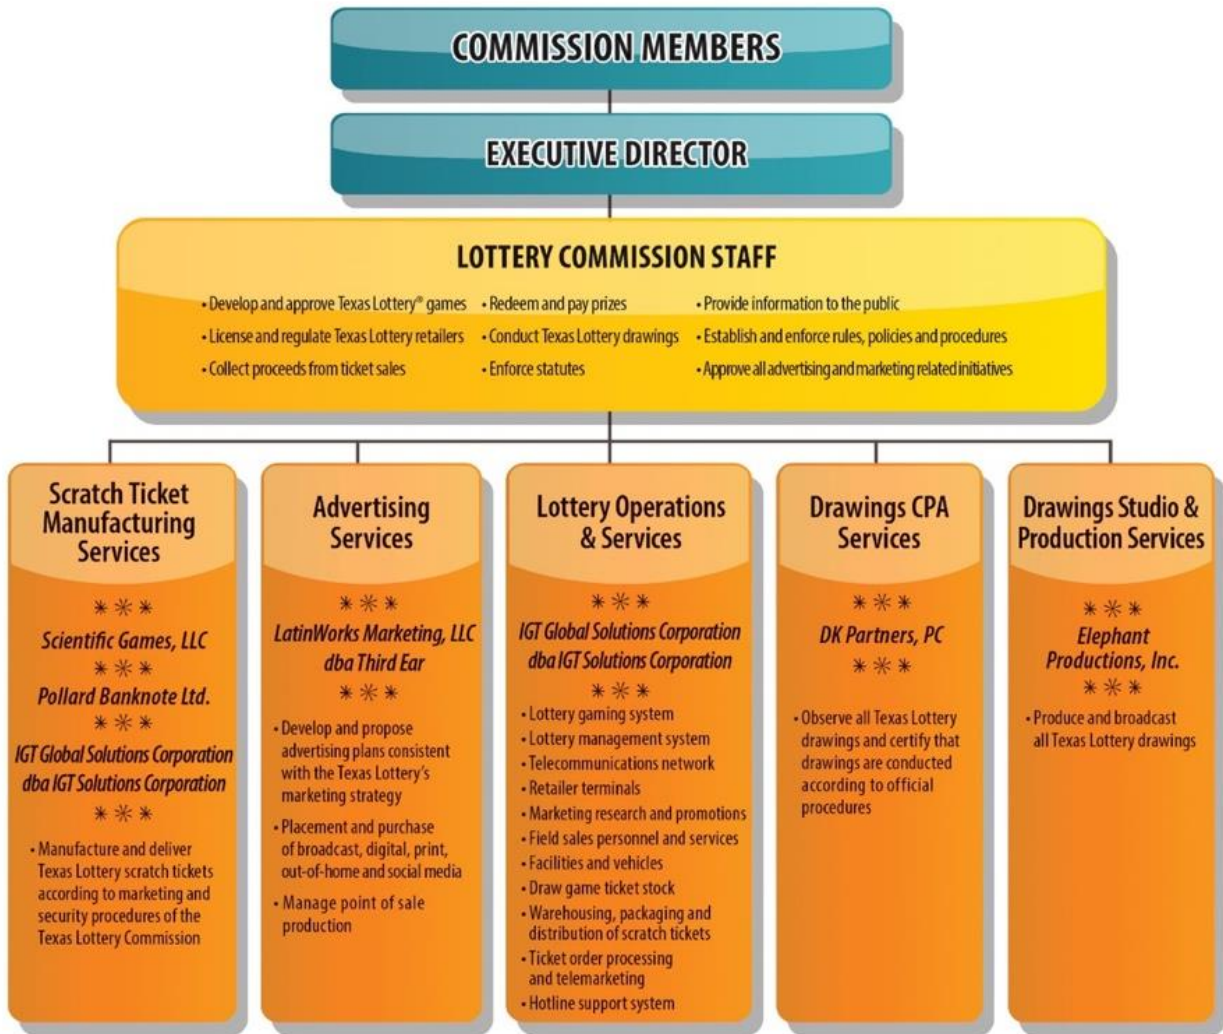 COMMISSION MEMBERS
EXECUTIVE DIRECTOR
LOTTERY COMMISSION STAFF
• Develop and approve Texas Lottery® games
• License and regulate Texas Lottery retailers
• Collect proceeds from ticket sales
• Redeem and pay prizes
• Conduct Texas Lottery drawings
• Enforce statutes
• Provide information to the public
• Establish and enforce rules, policies and procedures
• Approve all advertising and marketing related initiatives
Scratch Ticket
Manufacturing
Services
Scientific Games, LLC
Pollard Banknote Ltd.
IGT Global Solutions Corporation
dba IGT Solutions Corporation
• Manufacture and deliver
Texas Lottery scratch tickets
according to marketing and
security procedures of the
Texas Lottery Commission
Advertising
Services
LatinWorks Marketing, LLC
dba Third Ear
• Develop and propose
advertising plans consistent
with the Texas Lottery's
marketing strategy
• Placement and purchase
of broadcast, digital, print,
out-of-home and social media
• Manage point of sale
production
Lottery Operations
& Services
IGT Global Solutions Corporation
dba IGT Solutions Corporation
• Lottery gaming system
• Lottery management system
• Telecommunications network
• Retailer terminals
• Marketing research and promotions
• Field sales personnel and services
• Facilities and vehicles
• Draw game ticket stock
• Warehousing, packaging and
distribution of scratch tickets
• Ticket order processing
and telemarketing
• Hotline support system
Drawings CPA
Services
DK Partners, PC
• Observe all Texas Lottery
drawings and certify that
drawings are conducted
according to official
procedures
Drawings Studio &
Production Services
Elephant
Productions, Inc.
• Produce and broadcast
all Texas Lottery drawings